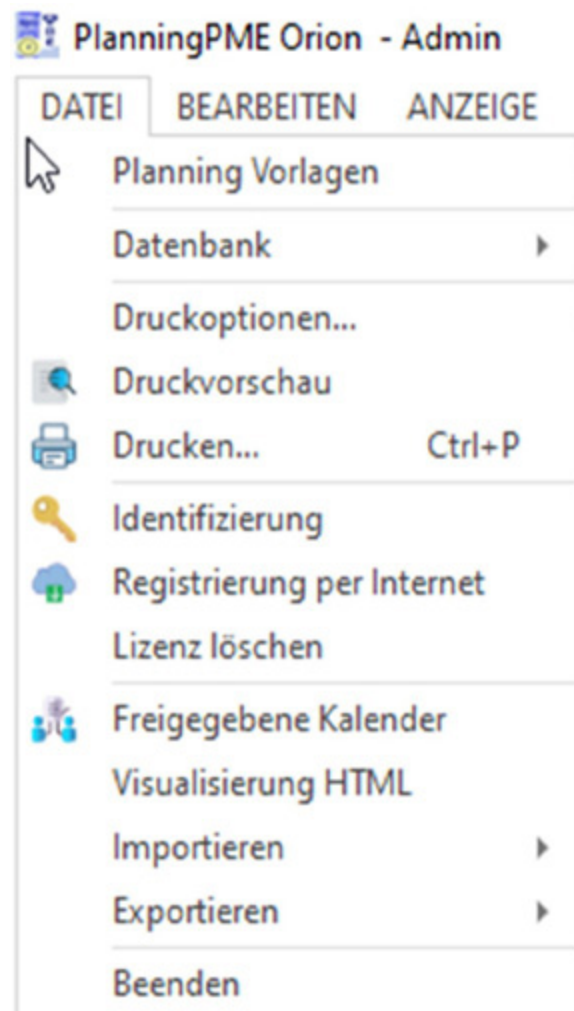 PlanningPME Orion - Admin
DATEI BEARBEITEN ANZEIGE
Planning Vorlagen
Datenbank
Druckoptionen...
Druckvorschau
Drucken... Ctrl+P
Identifizierung
Registrierung per Internet
Lizenz löschen
Freigegebene Kalender
Visualisierung HTML
Importieren
Exportieren
Beenden